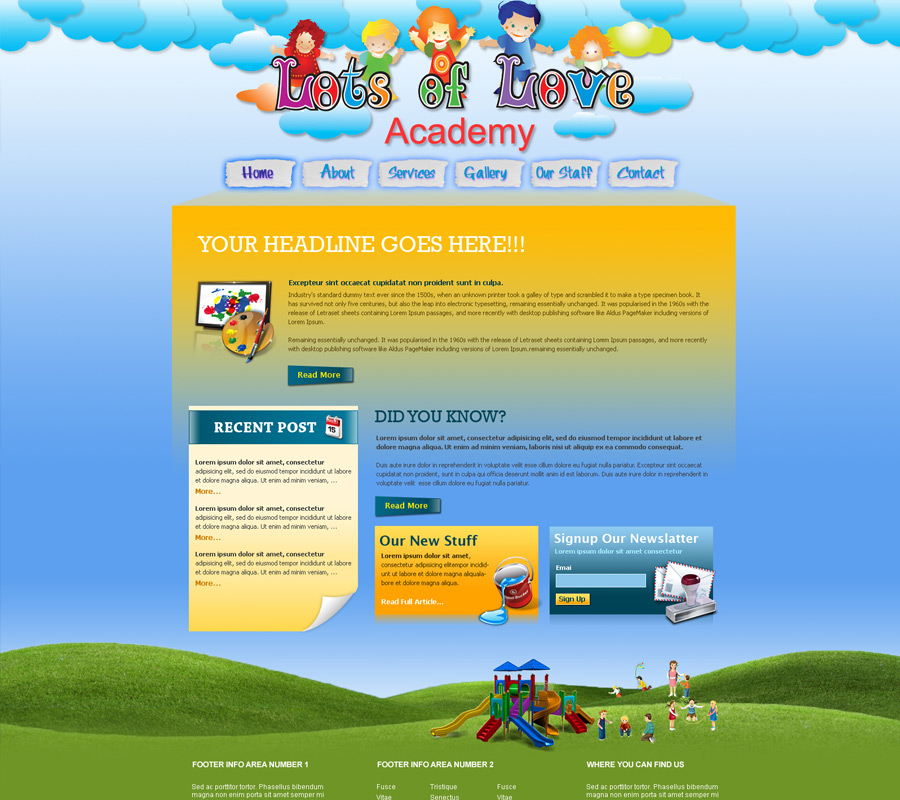 Lots of Love
Academy
Home About Services Gallery Our Staff Contact
YOUR HEADLINE GOES HERE!!!
Excepteur sint occaecat cupidatat non proident sunt in culpa.
Industry's standard dummy text ever since the 1500s, when an unknown printer took a galley of type and scrambled it to make a type specimen book. It
has survived not only five centuries, but also the leap into electronic typesetting, remaining essentially unchanged. It was popularised in the 1960s with the
release of Letraset sheets containing Lorem Ipsum passages, and more recently with desktop publishing software like Aldus PageMaker including versions of
Lorem Ipsum.
Remaining essentially unchanged. It was popularised in the 1960s with the release of Letraset sheets containing Lorem Ipsum passages, and more recently
with desktop publishing software like Aldus PageMaker including versions of Lorem Ipsum.remaining essentially unchanged.
Read More
RECENT POST
15
Lorem ipsum dolor sit amet, consectetur
adipisicing elit, sed do eiusmod tempor incididunt ut labore
et dolore magna aliqua. Ut enim ad minim veniam, ...
More...
Lorem ipsum dolor sit amet, consectetur
adipisicing elit, sed do eiusmod tempor incididunt ut labore
et dolore magna aliqua. Ut enim ad minim veniam, ...
More...
Lorem ipsum dolor sit amet, consectetur
adipisicing elit, sed do eiusmod tempor incididunt ut labore
et dolore magna aliqua. Ut enim ad minim veniam, ...
More...
DID YOU KNOW?
Lorem ipsum dolor sit amet, consectetur adipisicing elit, sed do eiusmod tempor incididunt ut labore et
dolore magna aliqua. Ut enim ad minim veniam, laboris nisi ut aliquip ex ea commodo consequat.
Duis aute irure dolor in reprehenderit in voluptate velit esse cillum dolore eu fugiat nulla pariatur. Excepteur sint occaecat
cupidatat non proident, sunt in culpa qui officia deserunt mollit anim id est laborum. Duis aute irure dolor in reprehenderit in
voluptate velit esse cillum dolore eu fugiat nulla pariatur.
Read More
Our New Stuff
Lorem ipsum dolor sit amet,
consectetur adipisicing elitempor incidid-
unt ut labore et dolore magna aliquala-
bore et dolore magna aliqua.
Read Full Article...
Signup Our Newslatter
Lorem ipsum dolor sit amet consectetur
Emai
Sign Up
FOOTER INFO AREA NUMBER 1
Sed ac porttitor tortor. Phasellus bibendum
magna non enim porta sit amet semper mi
FOOTER INFO AREA NUMBER 2
Fusce Tristique Fusce
Vitae Senectus Vitae
WHERE YOU CAN FIND US
Sed ac porttitor tortor. Phasellus bibendum
magna non enim porta sit amet semper mi